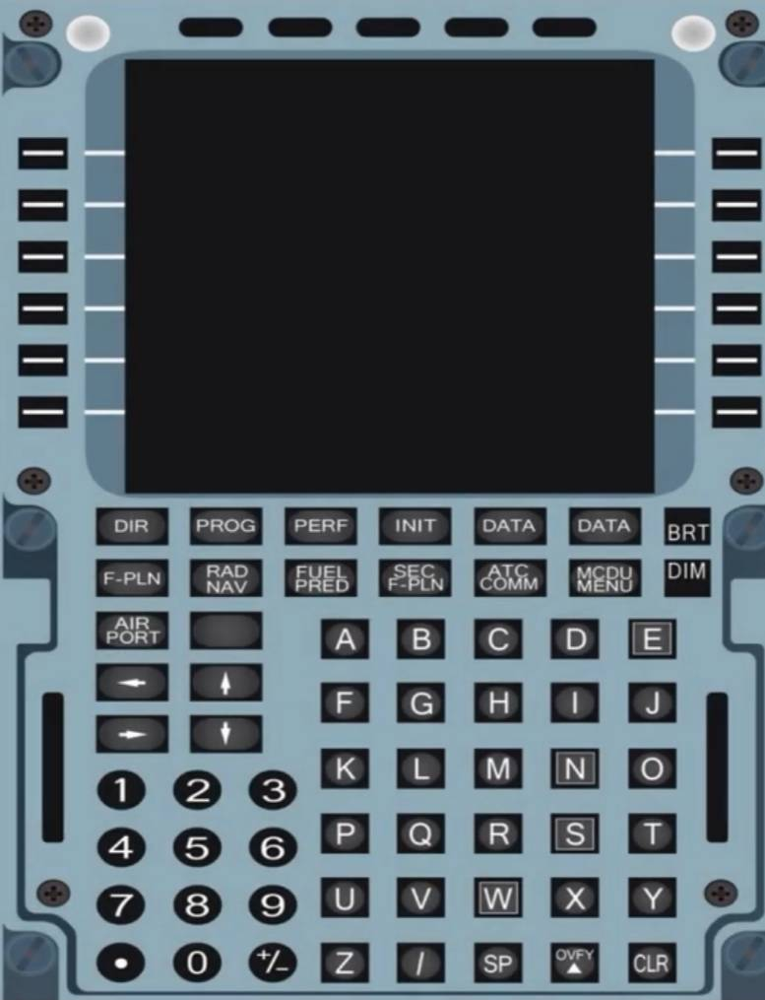 DIR PROG PERF INIT DATA DATA BRT
F-PLN RAD NAV FUEL PRED SEC F-PLN ATC COMM MCDU MENU DIM
AIR PORT
A B C D E
F G H I J
K L M N O
1 2 3
P Q R S T
4 5 6
U V W X Y
7 8 9
. 0 +/- Z / SP OVFY CLR